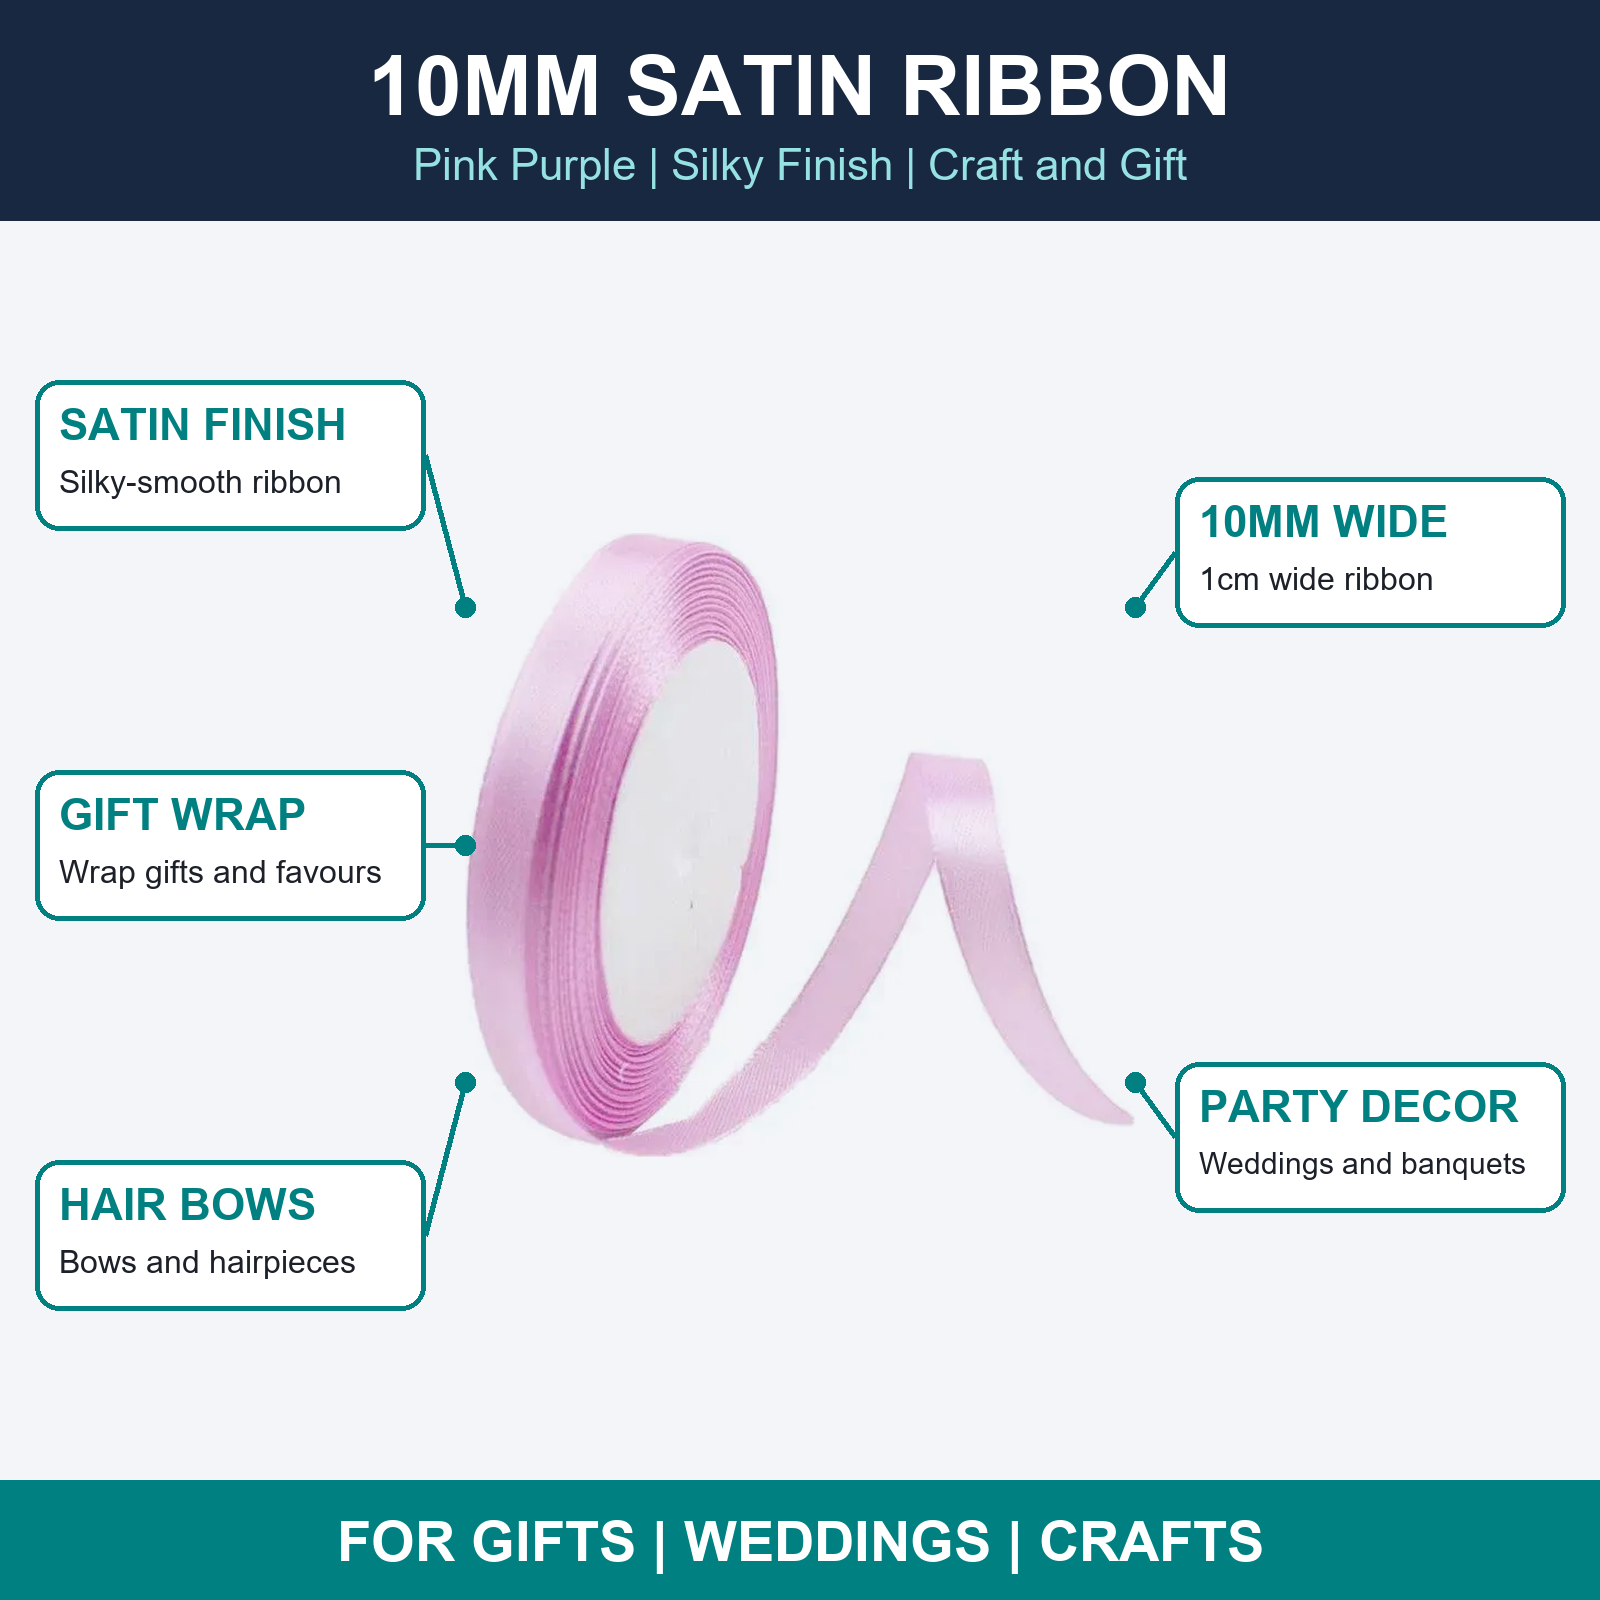 10MM SATIN RIBBON
Pink Purple | Silky Finish | Craft and Gift
SATIN FINISH
Silky-smooth ribbon
10MM WIDE
1cm wide ribbon
GIFT WRAP
Wrap gifts and favours
PARTY DECOR
Weddings and banquets
HAIR BOWS
Bows and hairpieces
FOR GIFTS | WEDDINGS | CRAFTS